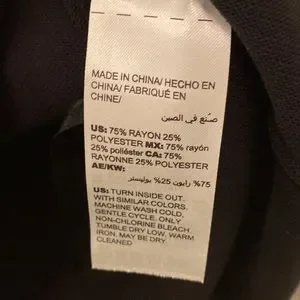 MADE IN CHINA/ HECHO EN
CHINA/ FABRIQUÉ EN
CHINE/
صنع في الصين
US: 75% RAYON 25%
POLYESTER MX: 75% rayón
25% poliéster CA: 75%
RAYONNE 25% POLYESTER
AE/KW:
75% رايون 25% بوليستر
US: TURN INSIDE OUT.
WITH SIMILAR COLORS.
MACHINE WASH COLD,
GENTLE CYCLE. ONLY
NON-CHLORINE BLEACH.
TUMBLE DRY LOW. WARM
IRON. MAY BE DRY
CLEANED